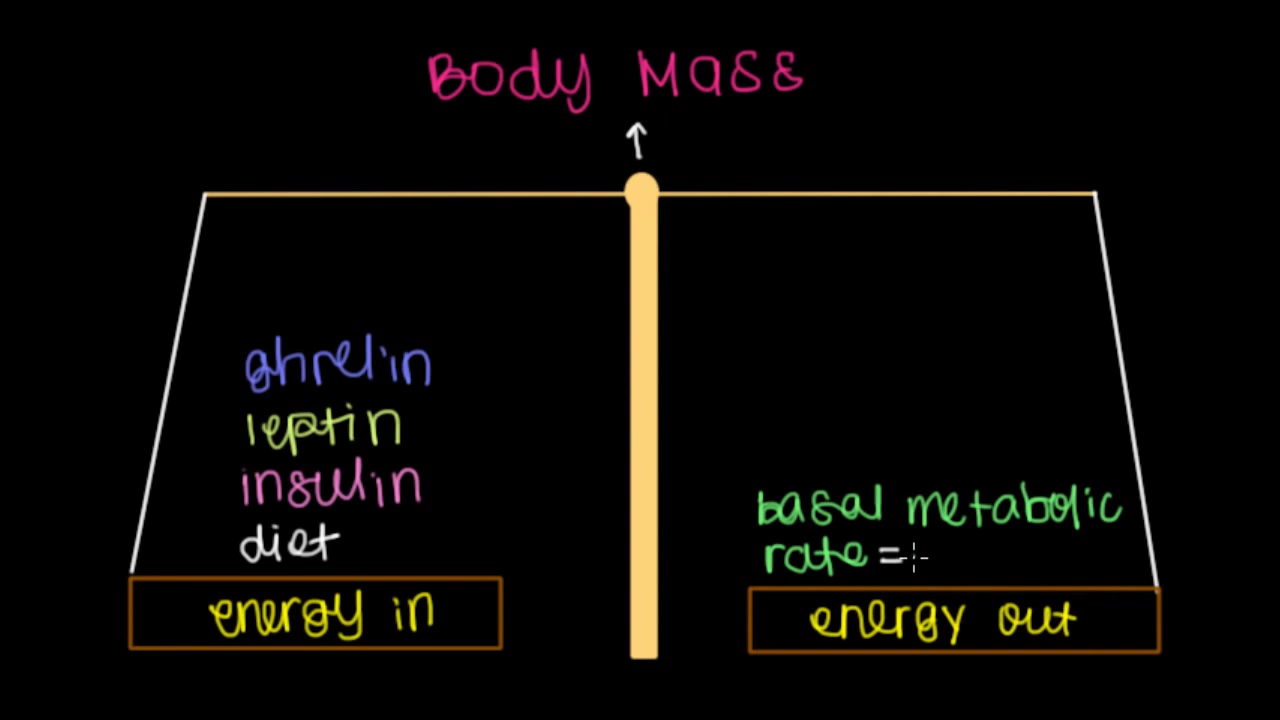 Body Mass
ghrelin
leptin
insulin
diet
energy in
basal metabolic
rate =
energy out